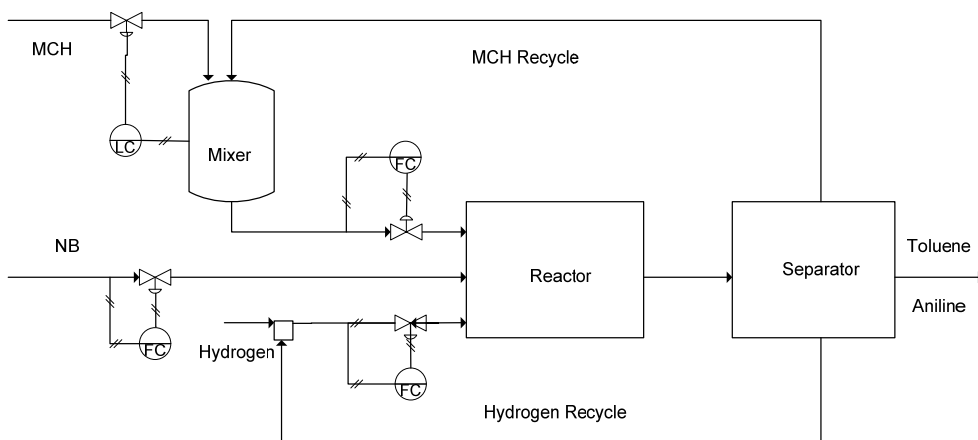 MCH
MCH Recycle
LC
Mixer
FC
NB
Reactor
Separator
Toluene
Aniline
FC
Hydrogen
FC
Hydrogen Recycle